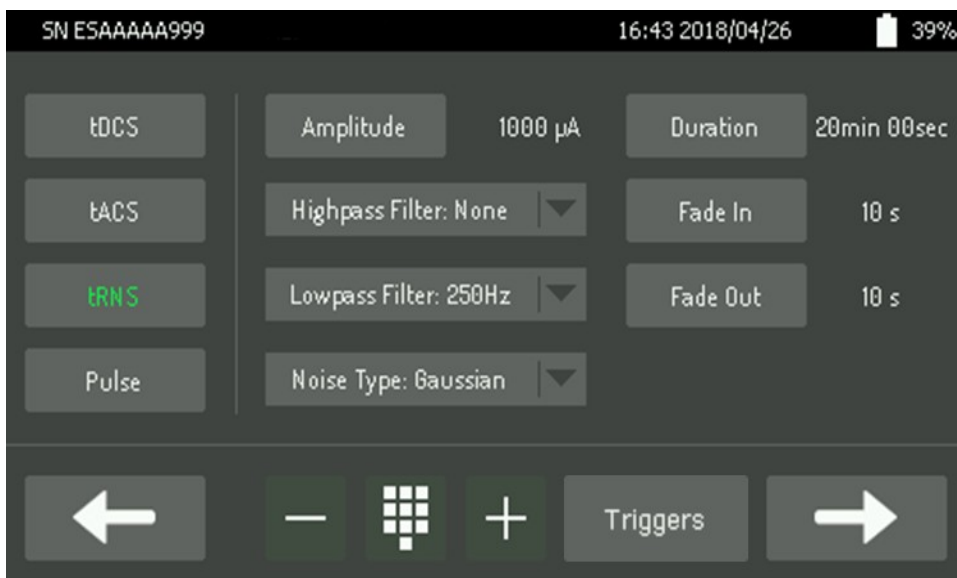 SN ESAAAAA999 16:43 2018/04/26 39%
tDCS Amplitude 1000 µA Duration 20min 00sec
tACS Highpass Filter: None Fade In 10 s
tRNS Lowpass Filter: 250Hz Fade Out 10 s
Pulse Noise Type: Gaussian
Triggers